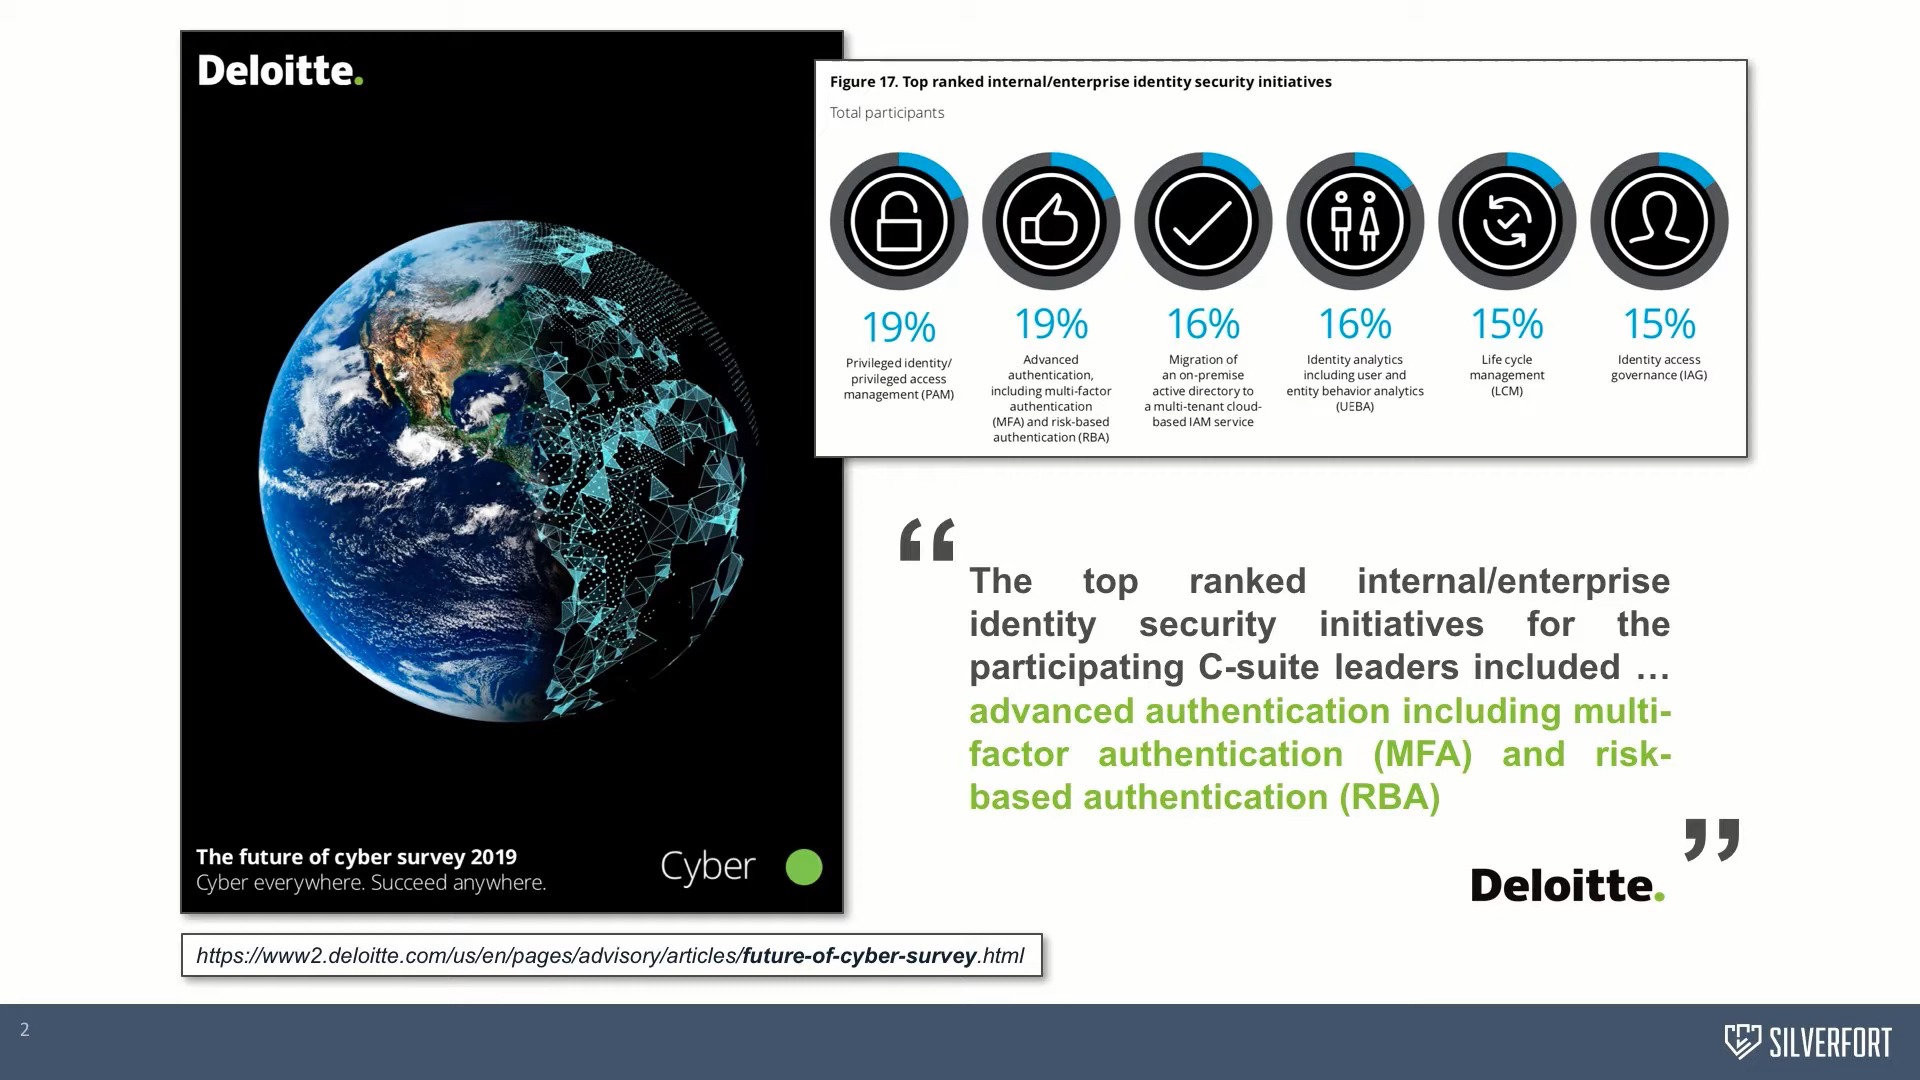 Deloitte.
The future of cyber survey 2019
Cyber everywhere. Succeed anywhere.
Cyber
Figure 17. Top ranked internal/enterprise identity security initiatives
Total participants
19%
Privileged identity/
privileged access
management (PAM)
19%
Advanced
authentication,
including multi-factor
authentication
(MFA) and risk-based
authentication (RBA)
16%
Migration of
an on-premise
active directory to
a multi-tenant cloud-
based IAM service
16%
Identity analytics
including user and
entity behavior analytics
(UEBA)
15%
Life cycle
management
(LCM)
15%
Identity access
governance (IAG)
“
The top ranked internal/enterprise
identity security initiatives for the
participating C-suite leaders included …
advanced authentication including multi-
factor authentication (MFA) and risk-
based authentication (RBA)
”
Deloitte.
https://www2.deloitte.com/us/en/pages/advisory/articles/future-of-cyber-survey.html
2
SILVERFORT